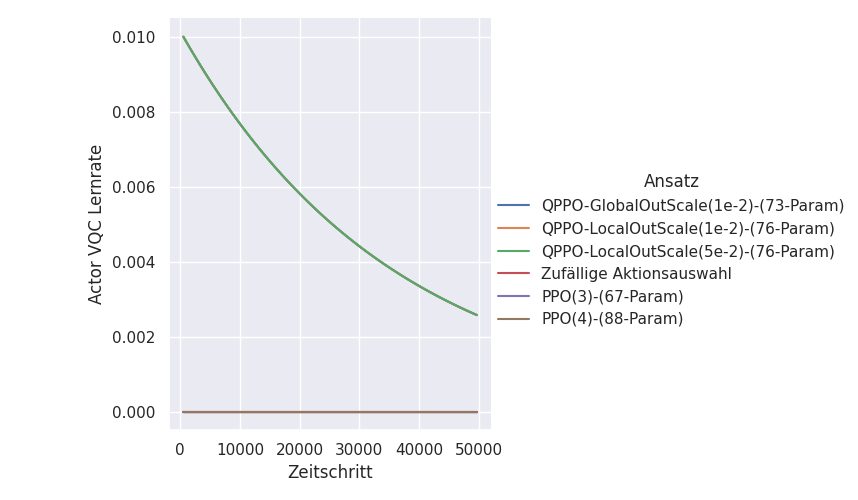 0.010
0.008
0.006
0.004
0.002
0.000
Actor VQC Lernrate
0 10000 20000 30000 40000 50000
Zeitschritt
Ansatz
QPPO-GlobalOutScale(1e-2)-(73-Param)
QPPO-LocalOutScale(1e-2)-(76-Param)
QPPO-LocalOutScale(5e-2)-(76-Param)
Zufällige Aktionsauswahl
PPO(3)-(67-Param)
PPO(4)-(88-Param)